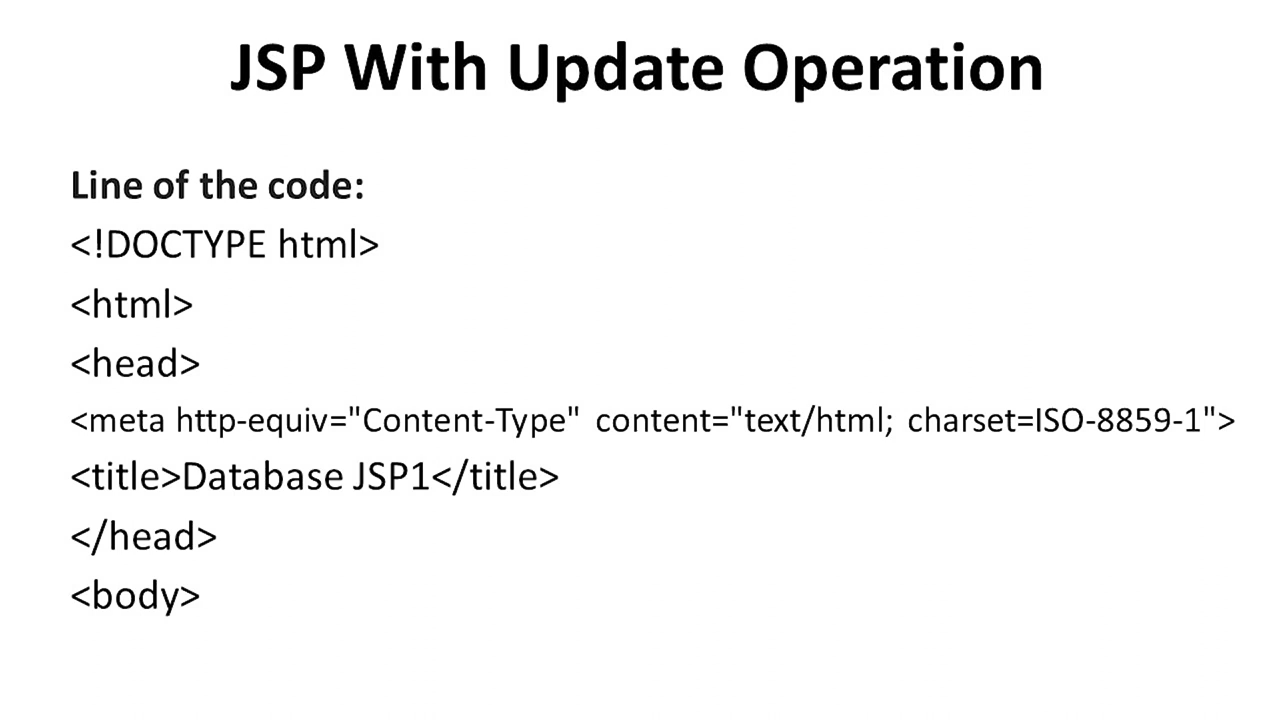 JSP With Update Operation
Line of the code:
<!DOCTYPE html>
<html>
<head>
<meta http-equiv="Content-Type" content="text/html; charset=ISO-8859-1">
<title>Database JSP1</title>
</head>
<body>